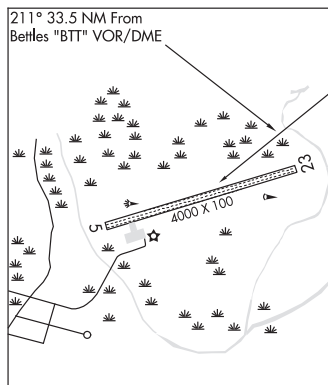 211° 33.5 NM From
Bettles "BTT" VOR/DME
23
4000 X 100
5